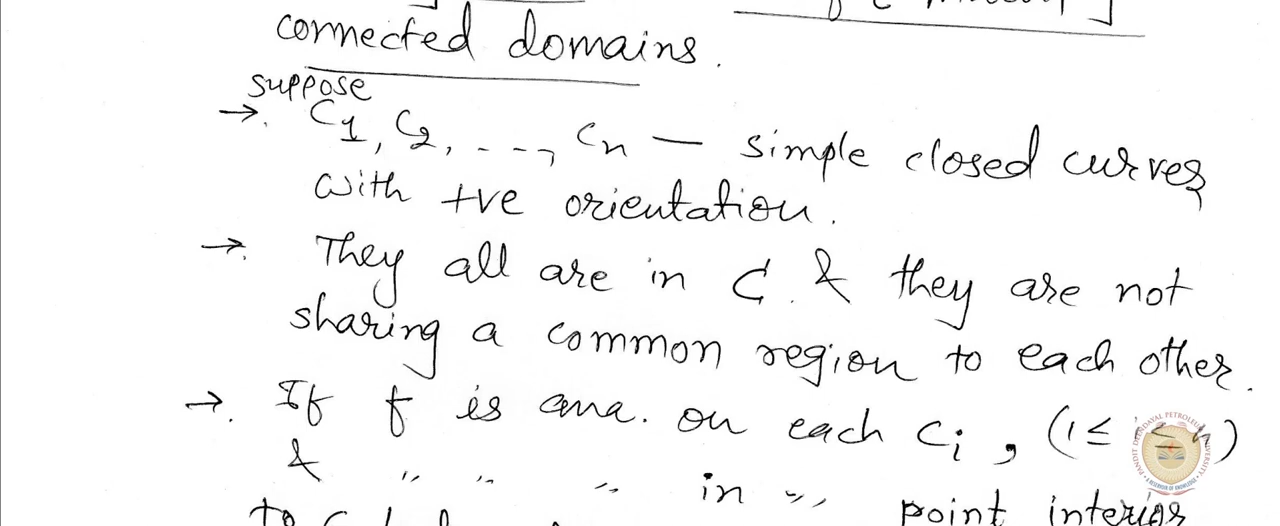 connected domains.
suppose
→. C1, C2, ---, Cn — simple closed curves
with +ve orientation.
→. They all are in C. & they are not
sharing a common region to each other.
→. If f is ana. on each Ci, (1≤ i ≤ n)
& " " " in " point interior
to C